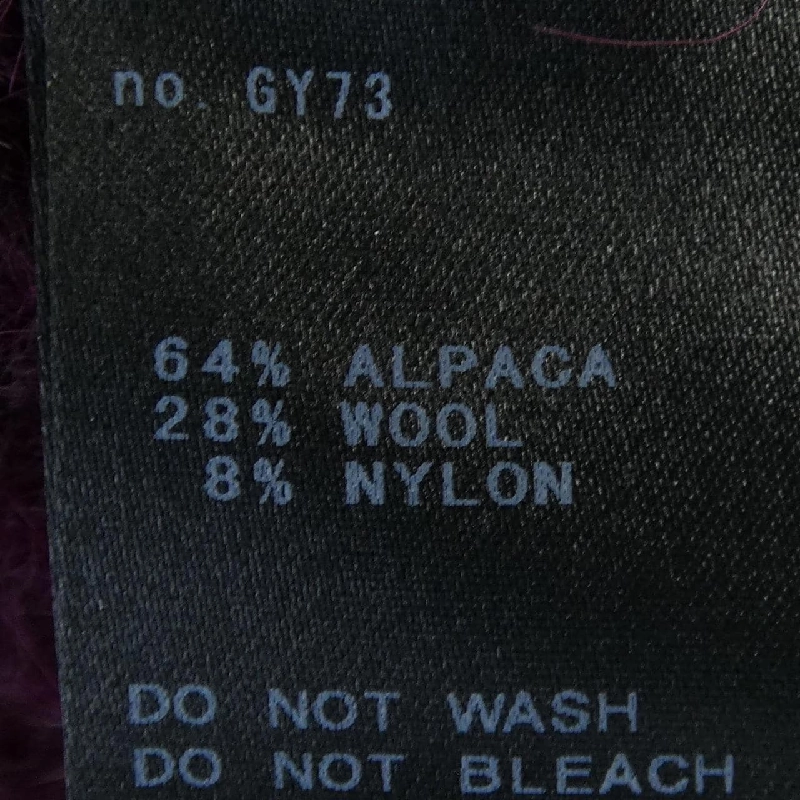 no. GY73
64% ALPACA
28% WOOL
8% NYLON
DO NOT WASH
DO NOT BLEACH